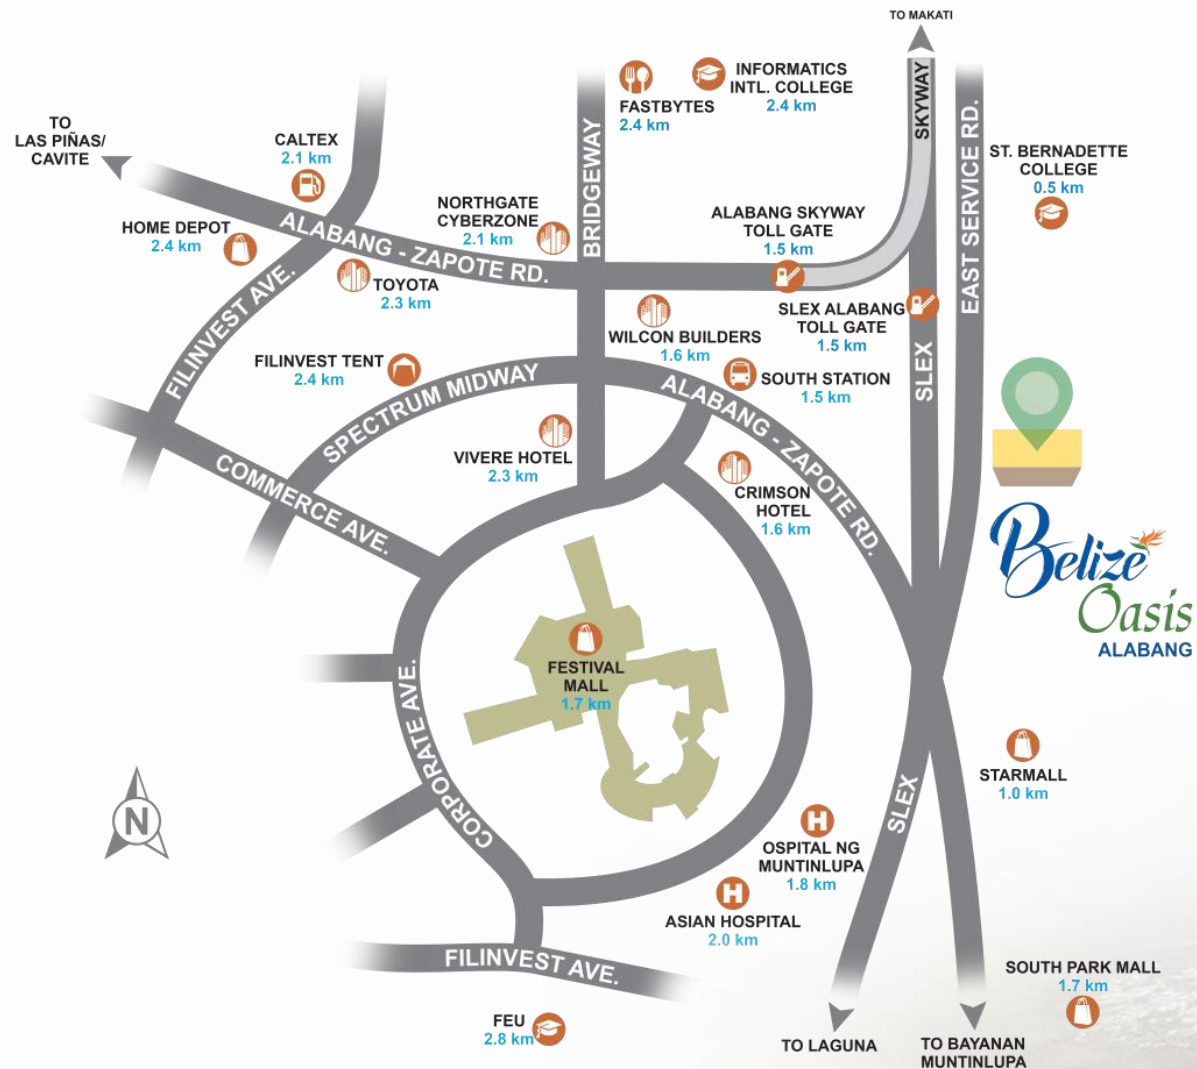 TO MAKATI
INFORMATICS
INTL. COLLEGE
2.4 km
FASTBYTES
2.4 km
SKYWAY
EAST SERVICE RD.
TO
LAS PIÑAS/
CAVITE
CALTEX
2.1 km
BRIDGEWAY
ST. BERNADETTE
COLLEGE
0.5 km
HOME DEPOT
2.4 km
NORTHGATE
CYBERZONE
2.1 km
ALABANG SKYWAY
TOLL GATE
1.5 km
ALABANG - ZAPOTE RD.
TOYOTA
2.3 km
FILINVEST AVE.
WILCON BUILDERS
1.6 km
SLEX ALABANG
TOLL GATE
1.5 km
SLEX
FILINVEST TENT
2.4 km
SPECTRUM MIDWAY
SOUTH STATION
1.5 km
ALABANG - ZAPOTE RD.
VIVERE HOTEL
2.3 km
COMMERCE AVE.
CRIMSON
HOTEL
1.6 km
Belize
Oasis
ALABANG
FESTIVAL
MALL
1.7 km
CORPORATE AVE.
STARMALL
1.0 km
SLEX
N
H
OSPITAL NG
MUNTINLUPA
1.8 km
H
ASIAN HOSPITAL
2.0 km
FILINVEST AVE.
SOUTH PARK MALL
1.7 km
FEU
2.8 km
TO LAGUNA
TO BAYANAN
MUNTINLUPA